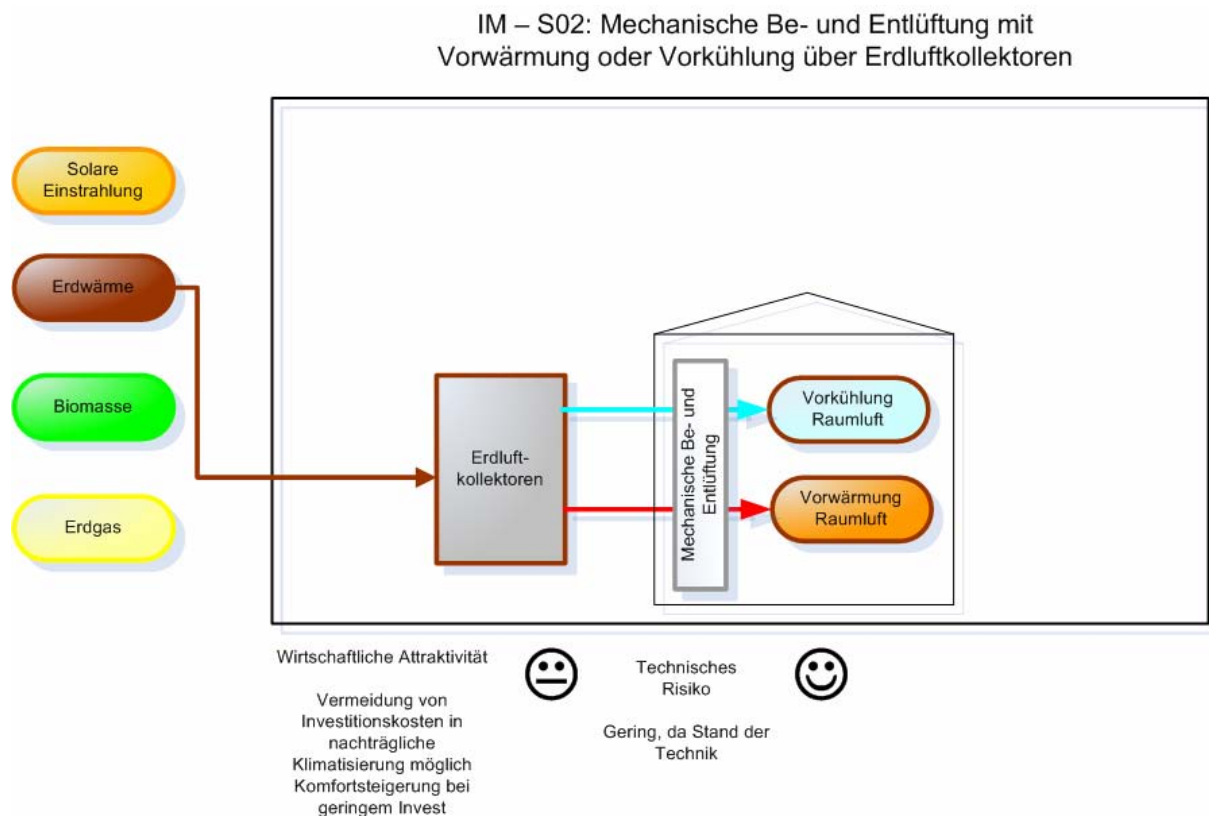 IM – S02: Mechanische Be- und Entlüftung mit
Vorwärmung oder Vorkühlung über Erdluftkollektoren
Solare
Einstrahlung
Erdwärme
Biomasse
Erdgas
Erdluft-
kollektoren
Mechanische Be- und
Entlüftung
Vorkühlung
Raumluft
Vorwärmung
Raumluft
Wirtschaftliche Attraktivität
Vermeidung von
Investitionskosten in
nachträgliche
Klimatisierung möglich
Komfortsteigerung bei
geringem Invest
Technisches
Risiko
Gering, da Stand der
Technik